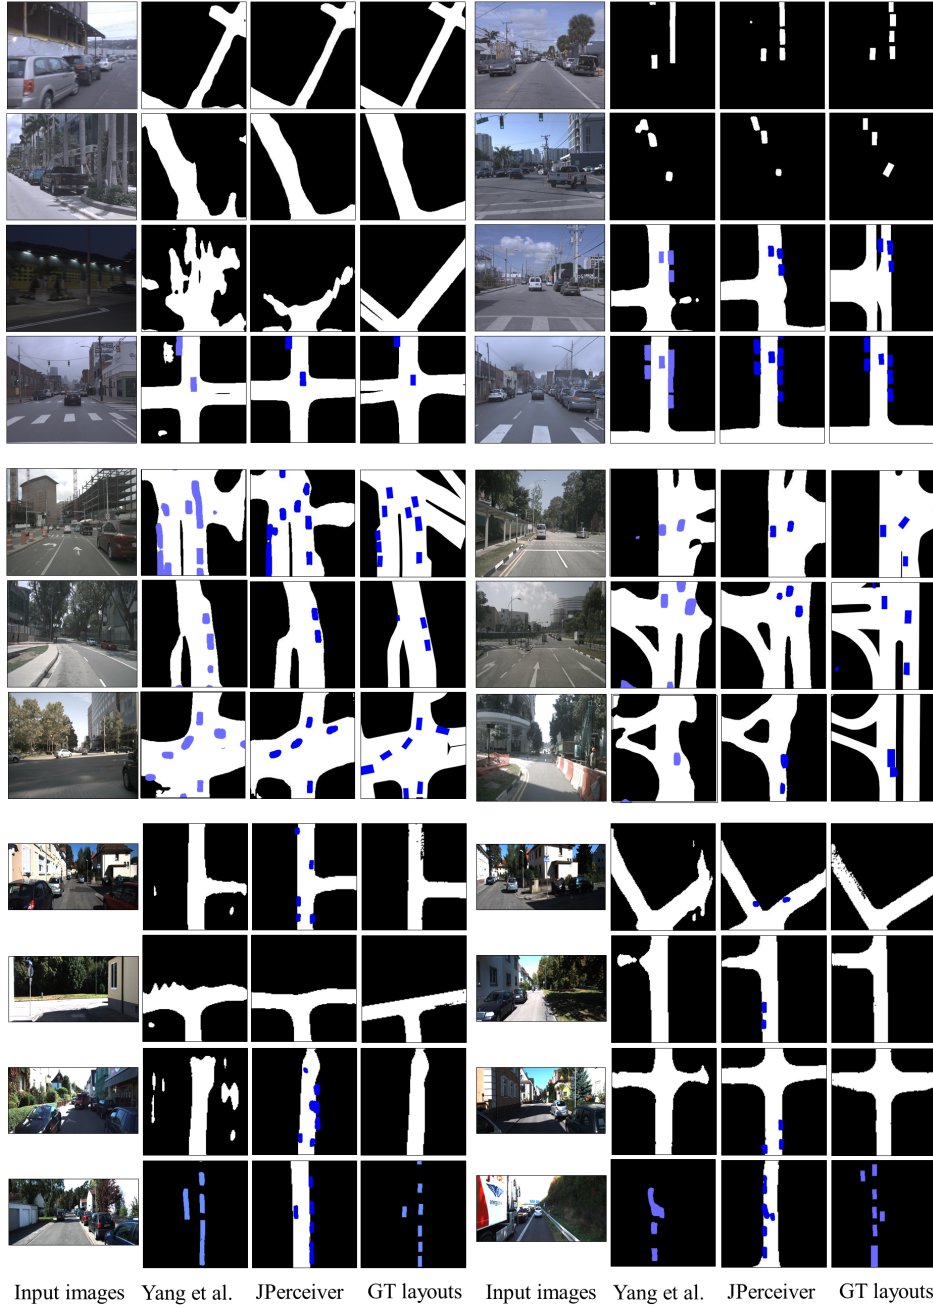 Input images Yang et al. JPerceiver GT layouts Input images Yang et al. JPerceiver GT layouts